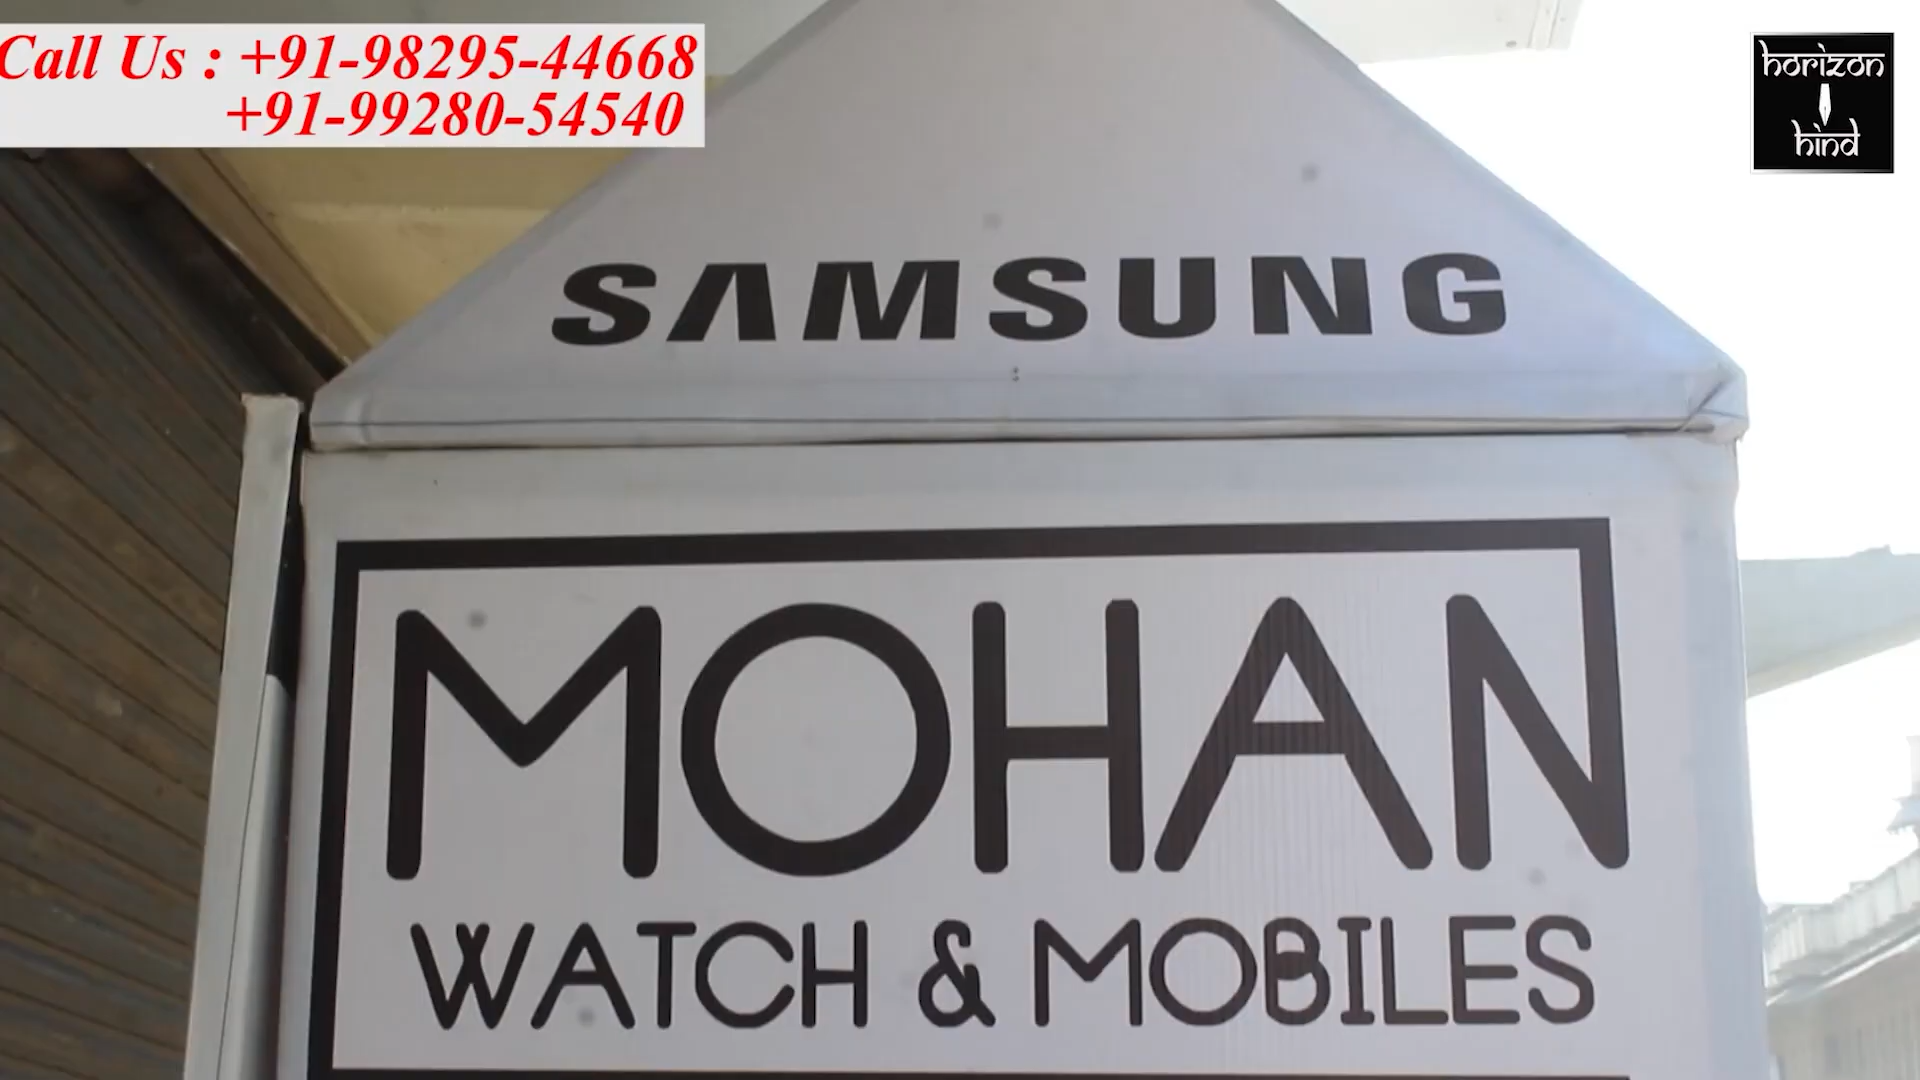 Call Us : +91-98295-44668
+91-99280-54540
horizon
hind
SAMSUNG
MOHAN
WATCH & MOBILES